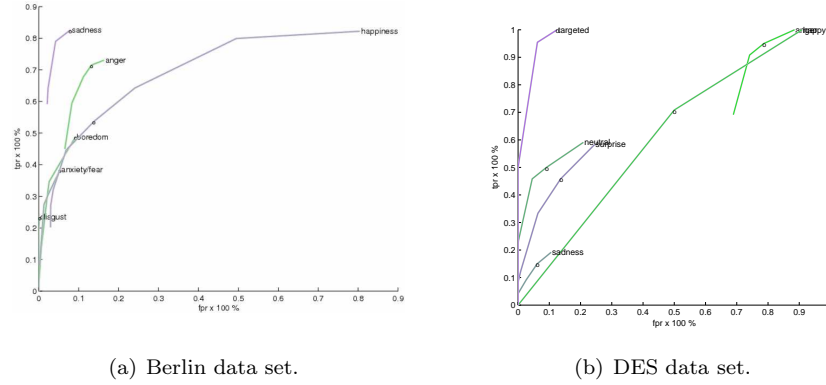 0.9
0.8
0.7
0.6
0.5
0.4
0.3
0.2
0.1
0
tpr x 100 %
sadness
happiness
anger
boredom
anxiety/fear
disgust
0 0.1 0.2 0.3 0.4 0.5 0.6 0.7 0.8 0.9
fpr x 100 %
(a) Berlin data set.
1
0.9
0.8
0.7
0.6
0.5
0.4
0.3
0.2
0.1
0
tpr x 100 %
targeted
happy
neutral
surprise
sadness
0 0.1 0.2 0.3 0.4 0.5 0.6 0.7 0.8 0.9
fpr x 100 %
(b) DES data set.